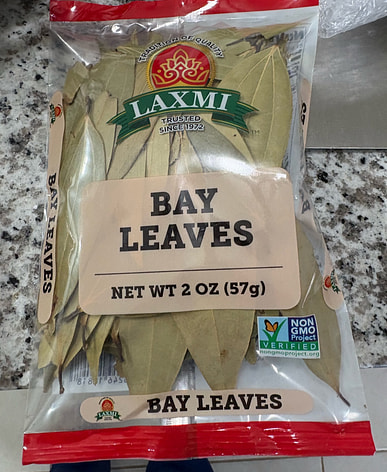 TRADITION OF QUALITY
LAXMI
TRUSTED
SINCE 1972
BAY
LEAVES
NET WT 2 OZ (57g)
BAY LEAVES
NON
GMO
Project
VERIFIED
nongmoproject.org
LAXMI
BAY LEAVES